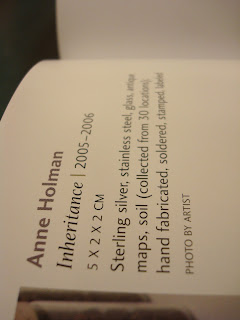 Anne Holman
Inheritance | 2005–2006
5 X 2 X 2 CM
Sterling silver, stainless steel, glass, antique
maps, soil (collected from 30 locations);
hand fabricated, soldered, stamped, labeled
PHOTO BY ARTIST